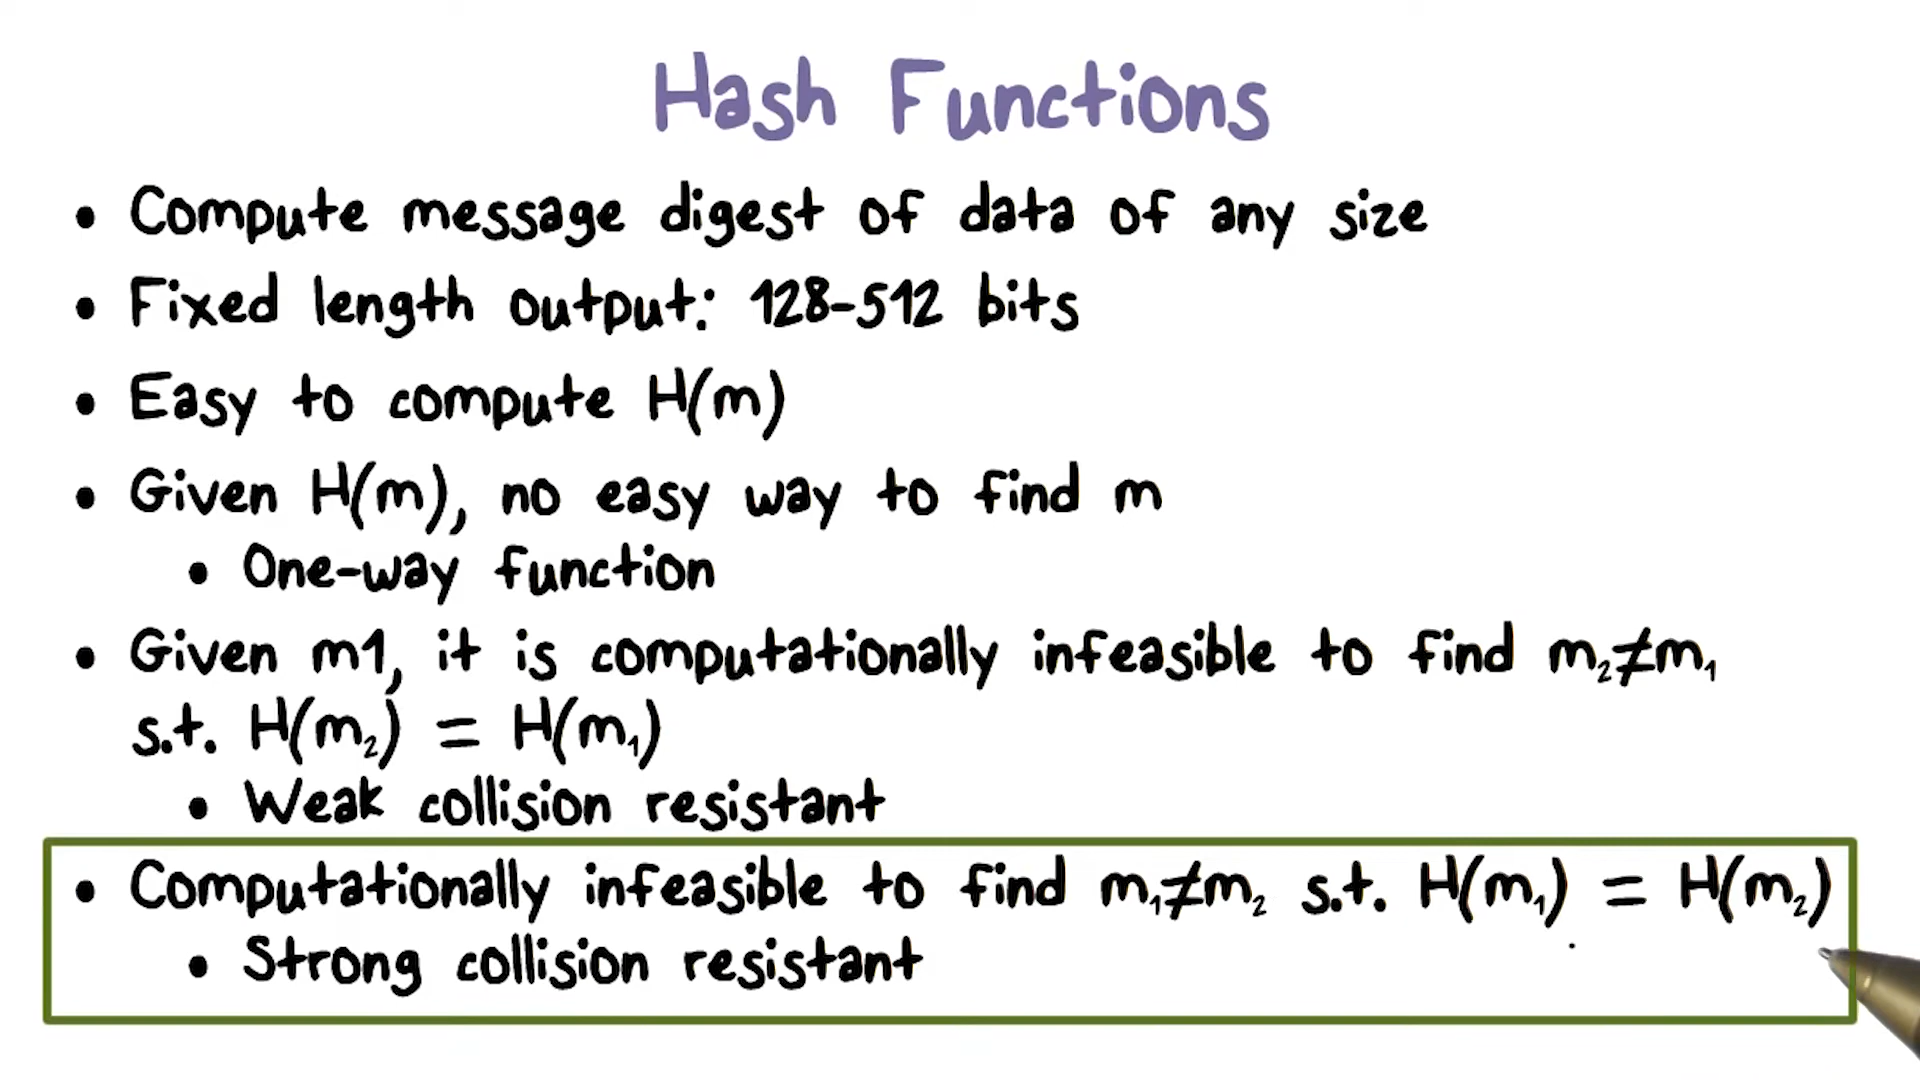 Hash Functions
• Compute message digest of data of any size
• Fixed length output: 128-512 bits
• Easy to compute H(m)
• Given H(m), no easy way to find m
• One-way function
• Given m1, it is computationally infeasible to find m₂≠m₁
s.t. H(m₂) = H(m₁)
• Weak collision resistant
• Computationally infeasible to find m₁≠m₂ s.t. H(m₁) = H(m₂)
• Strong collision resistant